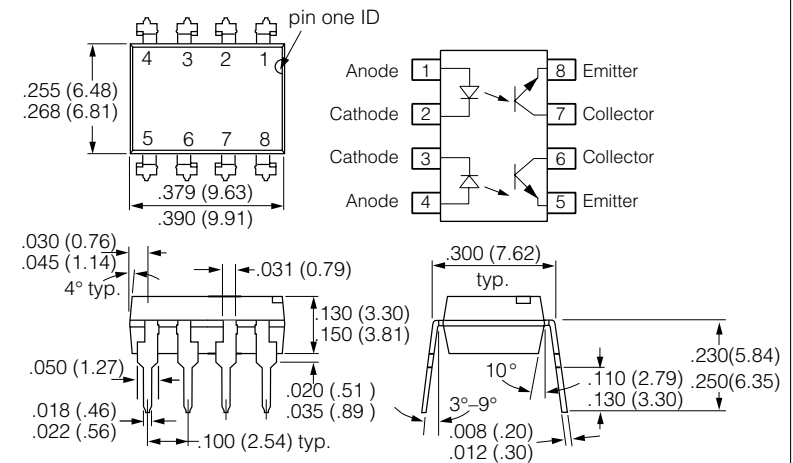 pin one ID
4 3 2 1
5 6 7 8
.255 (6.48)
.268 (6.81)
.379 (9.63)
.390 (9.91)
Anode 1 8 Emitter
Cathode 2 7 Collector
Cathode 3 6 Collector
Anode 4 5 Emitter
.030 (0.76)
.045 (1.14)
4° typ.
.031 (0.79)
.130 (3.30)
.150 (3.81)
.050 (1.27)
.020 (.51 )
.035 (.89 )
.018 (.46)
.022 (.56)
.100 (2.54) typ.
.300 (7.62)
typ.
.230(5.84)
.250(6.35)
10°
.110 (2.79)
.130 (3.30)
3°–9°
.008 (.20)
.012 (.30)